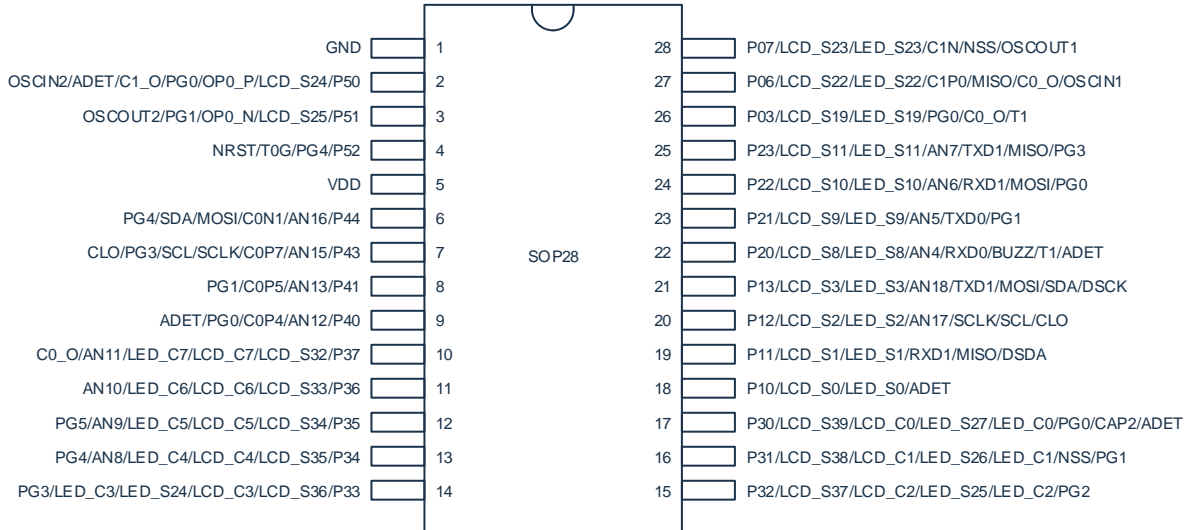 GND 1 28 P07/LCD_S23/LED_S23/C1N/NSS/OSCOUT1
OSCIN2/ADET/C1_O/PG0/OP0_P/LCD_S24/P50 2 27 P06/LCD_S22/LED_S22/C1P0/MISO/C0_O/OSCIN1
OSCOUT2/PG1/OP0_N/LCD_S25/P51 3 26 P03/LCD_S19/LED_S19/PG0/C0_O/T1
NRST/T0G/PG4/P52 4 25 P23/LCD_S11/LED_S11/AN7/TXD1/MISO/PG3
VDD 5 24 P22/LCD_S10/LED_S10/AN6/RXD1/MOSI/PG0
PG4/SDA/MOSI/C0N1/AN16/P44 6 23 P21/LCD_S9/LED_S9/AN5/TXD0/PG1
CLO/PG3/SCL/SCLK/C0P7/AN15/P43 7 SOP28 22 P20/LCD_S8/LED_S8/AN4/RXD0/BUZZ/T1/ADET
PG1/C0P5/AN13/P41 8 21 P13/LCD_S3/LED_S3/AN18/TXD1/MOSI/SDA/DSCK
ADET/PG0/C0P4/AN12/P40 9 20 P12/LCD_S2/LED_S2/AN17/SCLK/SCL/CLO
C0_O/AN11/LED_C7/LCD_C7/LCD_S32/P37 10 19 P11/LCD_S1/LED_S1/RXD1/MISO/DSDA
AN10/LED_C6/LCD_C6/LCD_S33/P36 11 18 P10/LCD_S0/LED_S0/ADET
PG5/AN9/LED_C5/LCD_C5/LCD_S34/P35 12 17 P30/LCD_S39/LCD_C0/LED_S27/LED_C0/PG0/CAP2/ADET
PG4/AN8/LED_C4/LCD_C4/LCD_S35/P34 13 16 P31/LCD_S38/LCD_C1/LED_S26/LED_C1/NSS/PG1
PG3/LED_C3/LED_S24/LCD_C3/LCD_S36/P33 14 15 P32/LCD_S37/LCD_C2/LED_S25/LED_C2/PG2